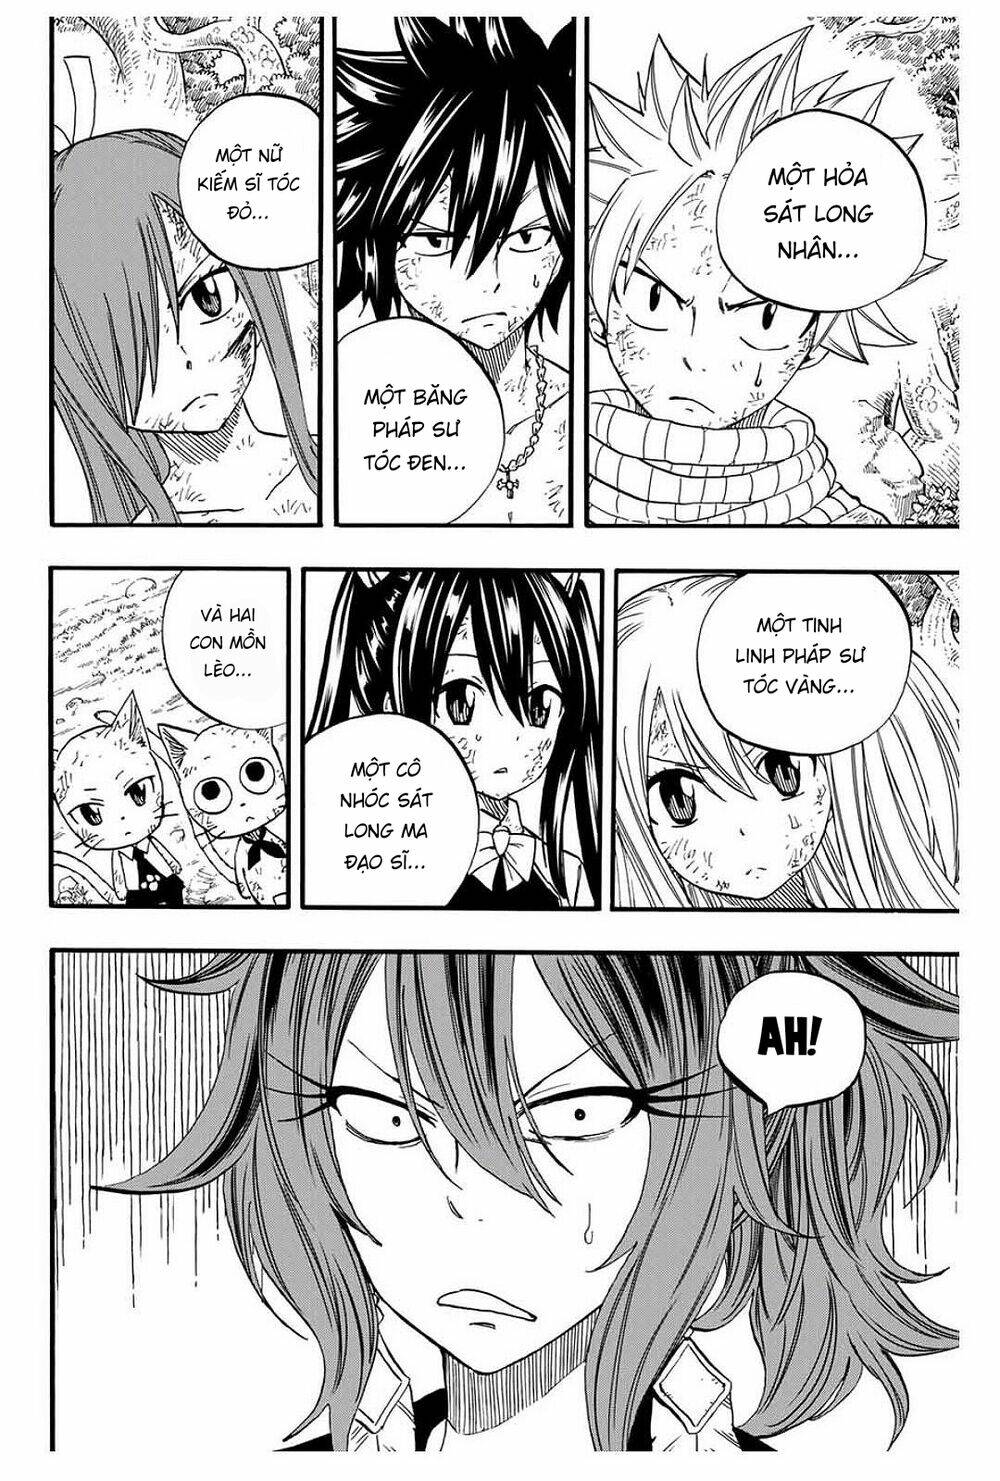 MỘT HỎA
SÁT LONG
NHÂN...
MỘT BĂNG
PHÁP SƯ
TÓC ĐEN...
MỘT NỮ
KIẾM SĨ TÓC
ĐỎ...
MỘT TINH
LINH PHÁP SƯ
TÓC VÀNG...
MỘT CÔ
NHÓC SÁT
LONG MA
ĐẠO SĨ...
VÀ HAI
CON MỒN
LÈO...
AH!